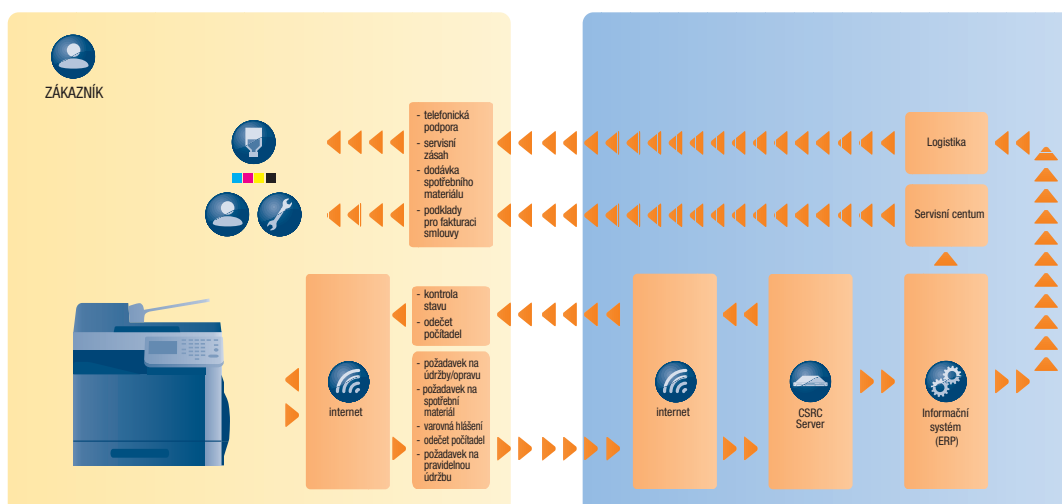 ZÁKAZNÍK
- telefonická
podpora
- servisní
zásah
- dodávka
spotřebního
materiálu
- podklady
pro fakturaci
smlouvy
Logistika
Servisní centum
- kontrola
stavu
- odečet
počítadel
- požadavek na
údržby/opravu
- požadavek na
spotřební
materiál
- varovná hlášení
- odečet počítadel
- požadavek na
pravidelnou
údržbu
internet
internet
CSRC
Server
Informační
systém
(ERP)